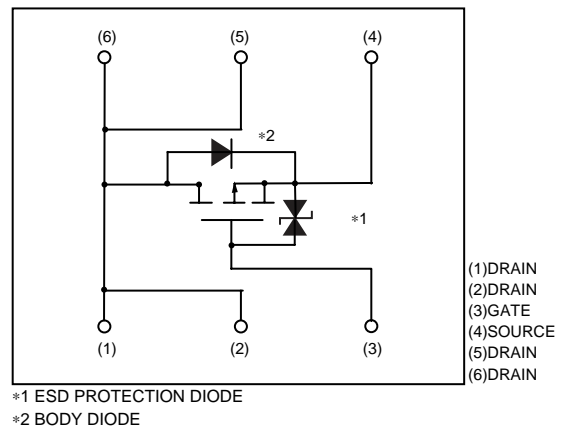 (6) (5) (4)
∗2
∗1
(1) (2) (3)
(1)DRAIN
(2)DRAIN
(3)GATE
(4)SOURCE
(5)DRAIN
(6)DRAIN
∗1 ESD PROTECTION DIODE
∗2 BODY DIODE